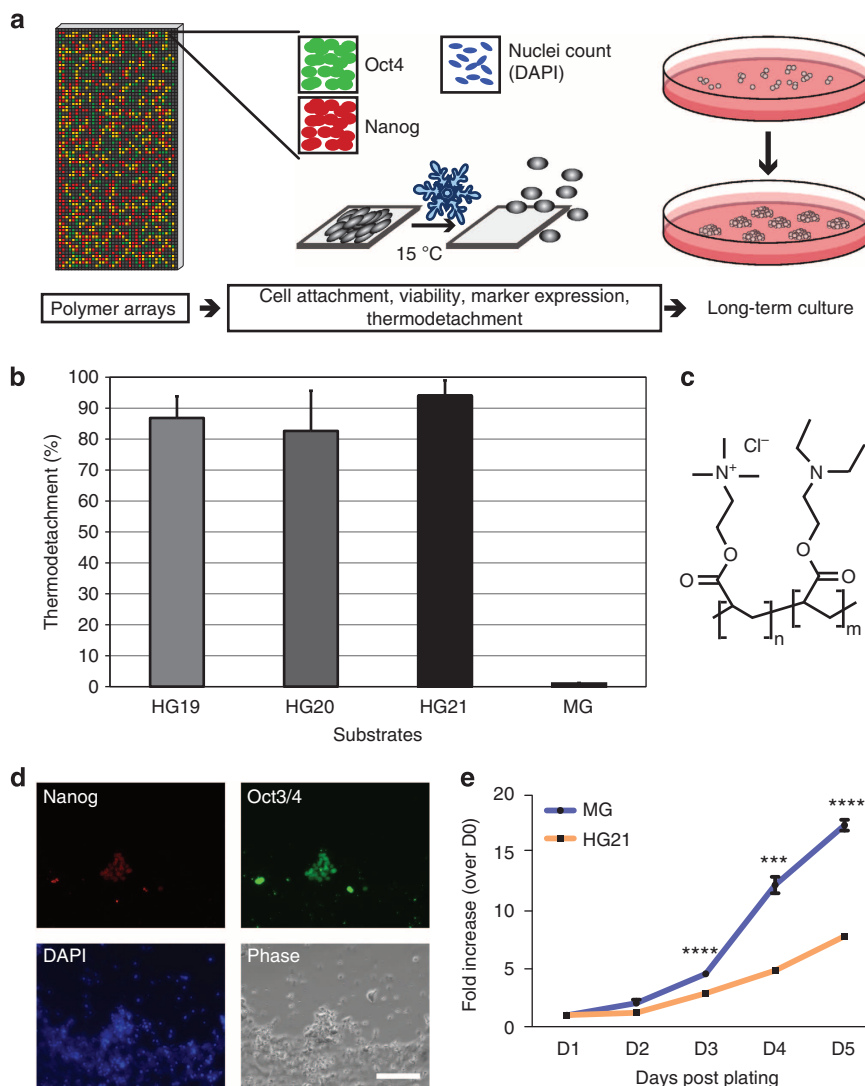 a
Oct4
Nanog
Nuclei count
(DAPI)
15 °C
Polymer arrays
Cell attachment, viability, marker expression,
thermodetachment
Long-term culture
b
Thermodetachment (%)
100
90
80
70
60
50
40
30
20
10
0
HG19
HG20
HG21
MG
Substrates
c
N+
Cl–
N
O
O
O
O
n
m
d
Nanog
Oct3/4
DAPI
Phase
e
Fold increase (over D0)
20
15
10
5
0
MG
HG21
****
***
****
D1
D2
D3
D4
D5
Days post plating